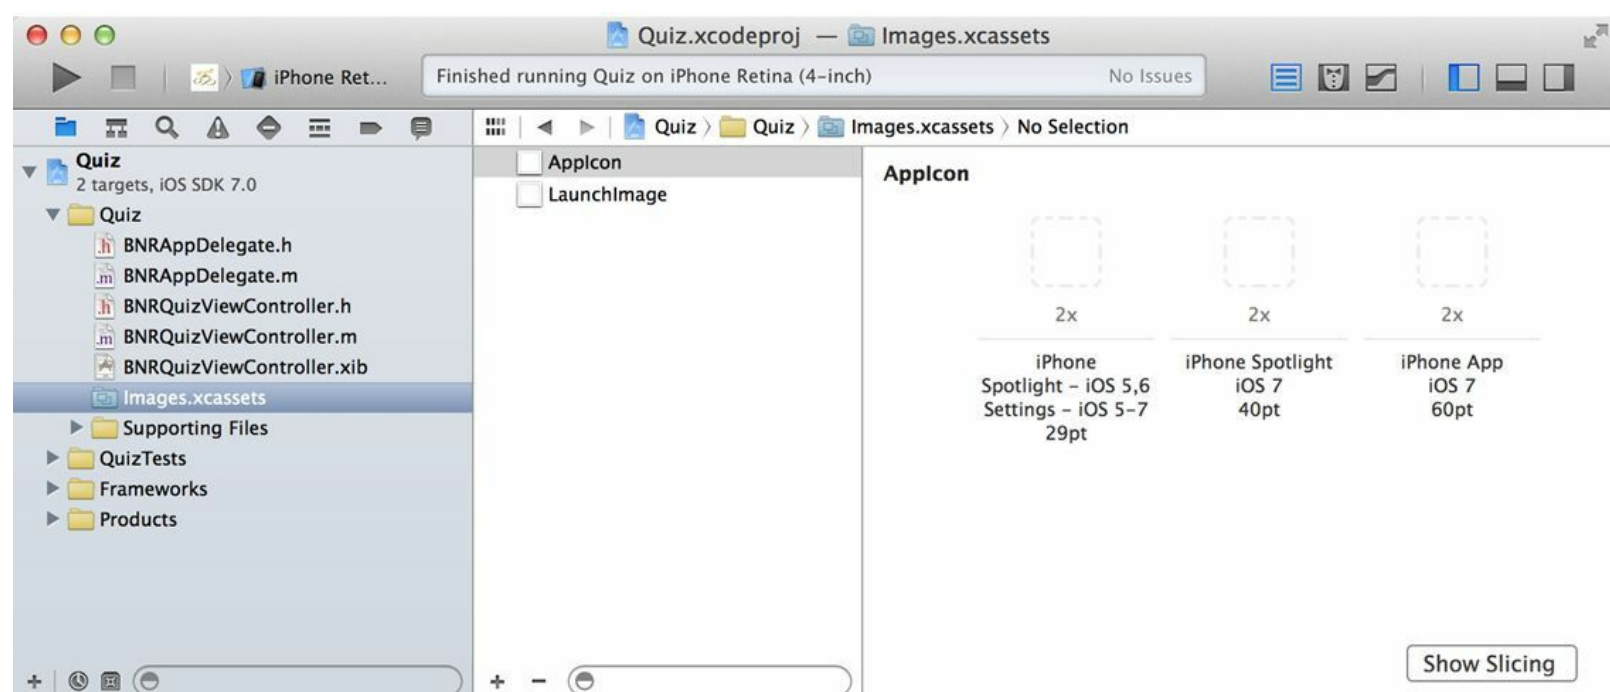 Quiz.xcodeproj — Images.xcassets
iPhone Ret...
Finished running Quiz on iPhone Retina (4-inch)
No Issues
Quiz
2 targets, iOS SDK 7.0
Quiz
.h BNRAppDelegate.h
.m BNRAppDelegate.m
.h BNRQuizViewController.h
.m BNRQuizViewController.m
BNRQuizViewController.xib
Images.xcassets
Supporting Files
QuizTests
Frameworks
Products
Quiz 〉 Quiz 〉 Images.xcassets 〉 No Selection
AppIcon
LaunchImage
AppIcon
2x
iPhone
Spotlight – iOS 5,6
Settings – iOS 5–7
29pt
2x
iPhone Spotlight
iOS 7
40pt
2x
iPhone App
iOS 7
60pt
Show Slicing